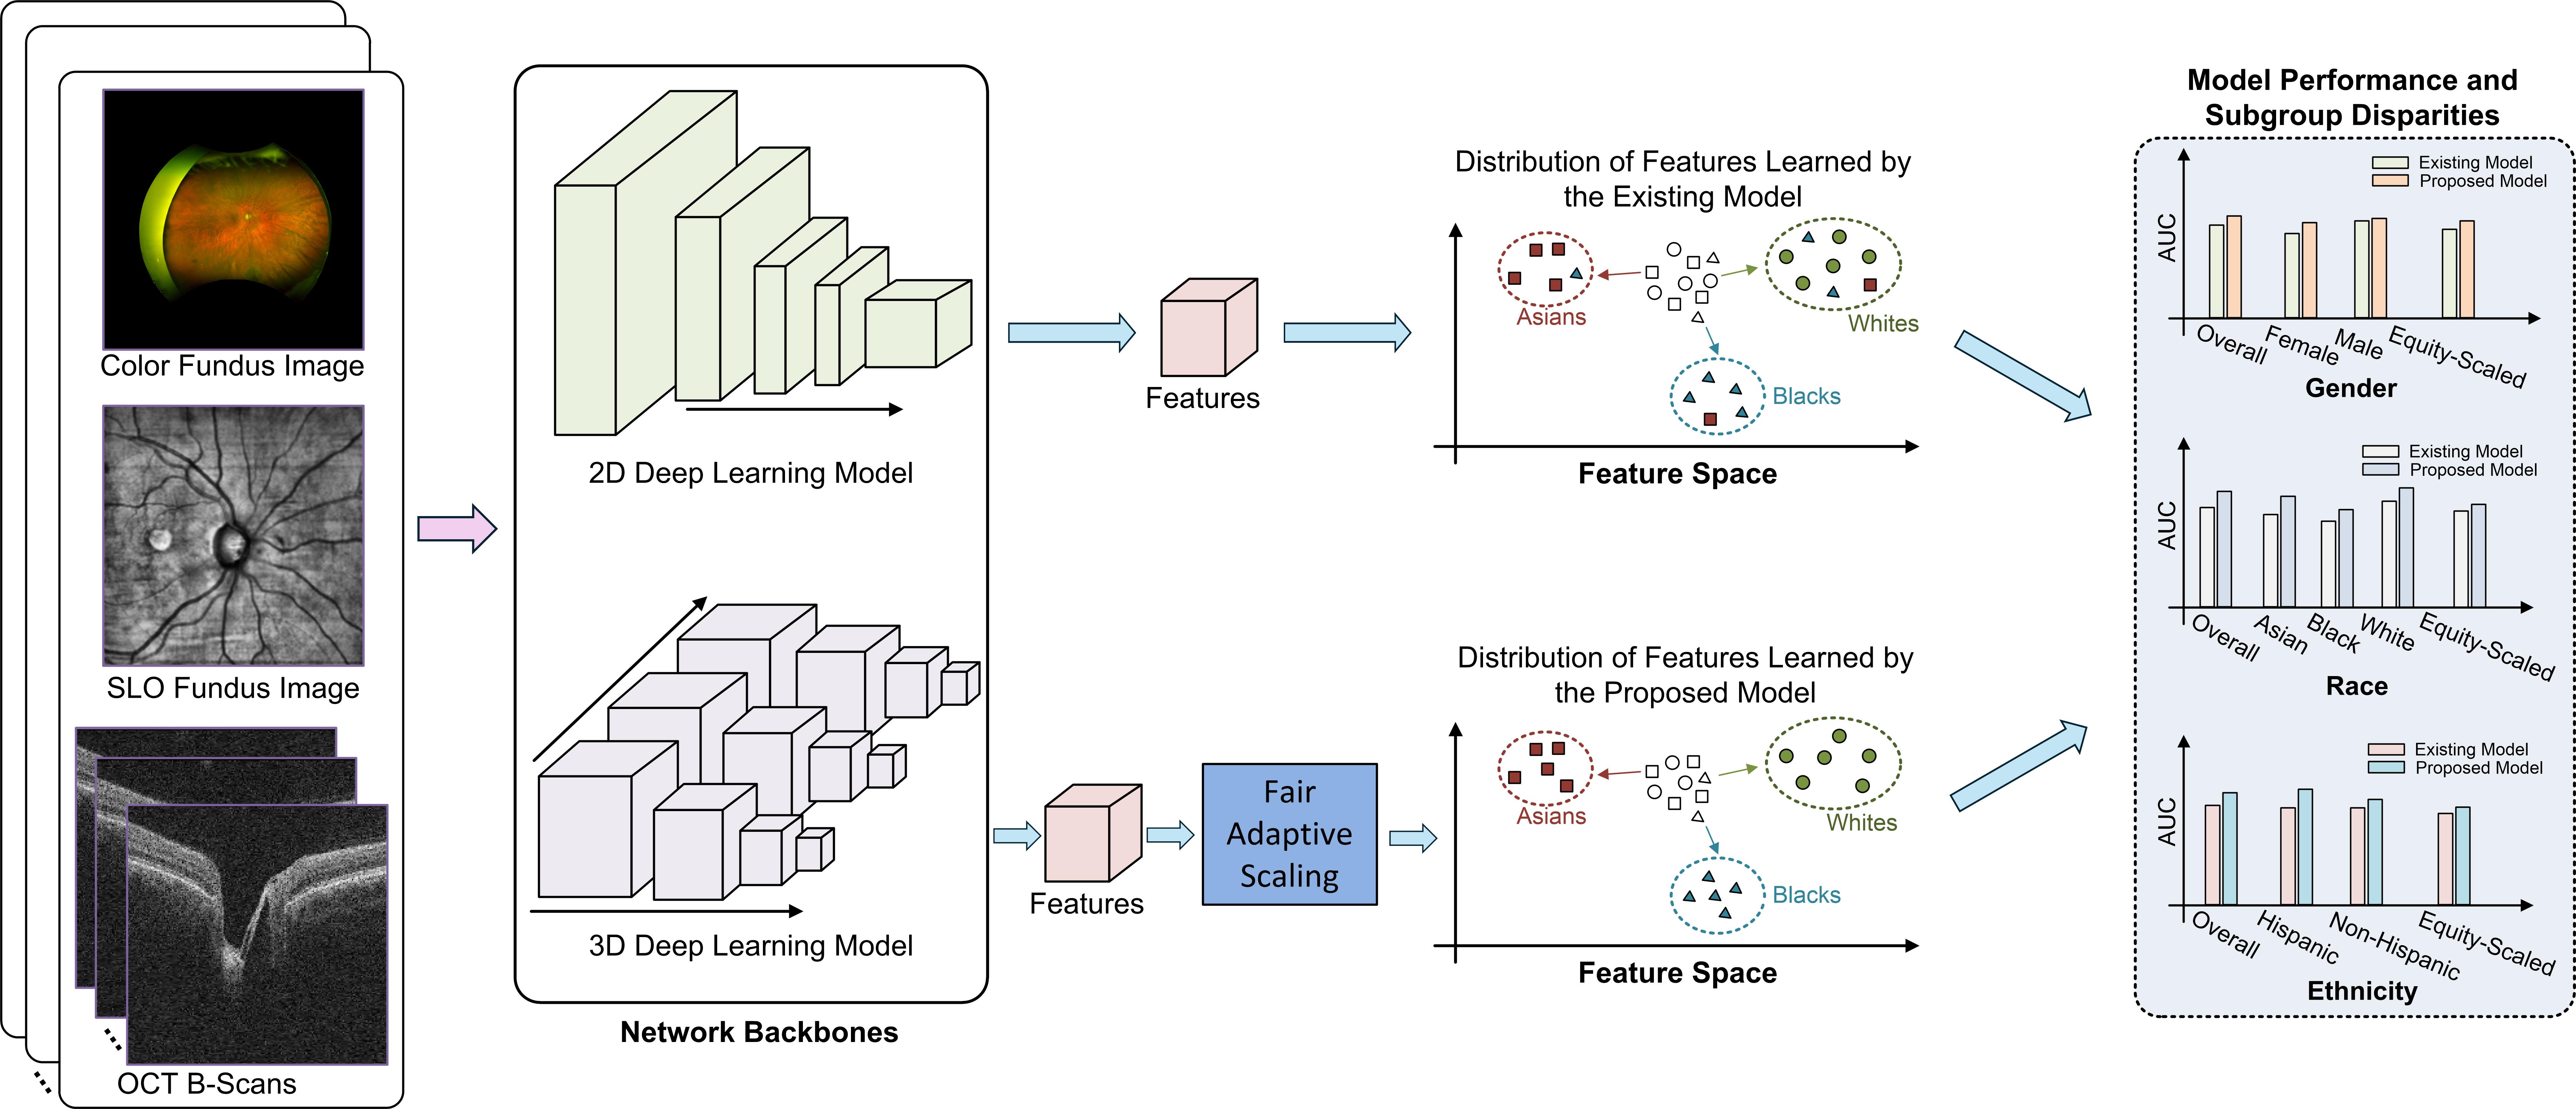 Color Fundus Image
SLO Fundus Image
OCT B-Scans
2D Deep Learning Model
3D Deep Learning Model
Network Backbones
Features
Features
Fair
Adaptive
Scaling
Distribution of Features Learned by
the Existing Model
Asians
Whites
Blacks
Feature Space
Distribution of Features Learned by
the Proposed Model
Asians
Whites
Blacks
Feature Space
Model Performance and
Subgroup Disparities
Existing Model
Proposed Model
AUC
Overall
Female
Male
Equity-Scaled
Gender
Existing Model
Proposed Model
AUC
Overall
Asian
Black
White
Equity-Scaled
Race
Existing Model
Proposed Model
AUC
Overall
Hispanic
Non-Hispanic
Equity-Scaled
Ethnicity